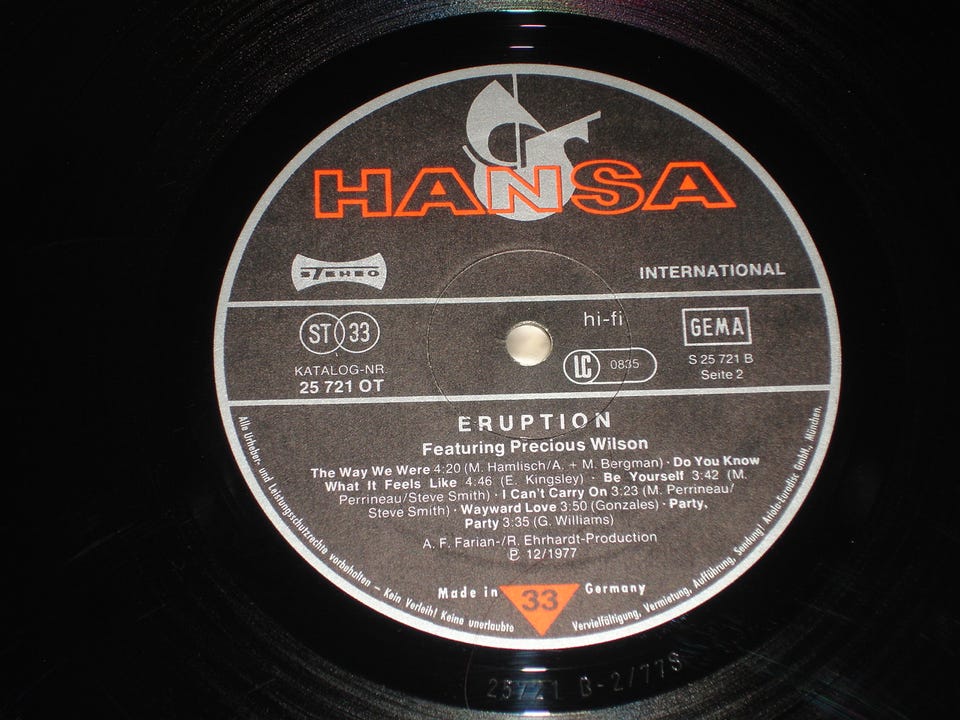 HANSA
STEREO
INTERNATIONAL
ST 33
hi-fi
GEMA
LC 0835
KATALOG-NR.
25 721 OT
S 25 721 B
Seite 2
ERUPTION
Featuring Precious Wilson
The Way We Were 4:20 (M. Hamlisch/A. + M. Bergman) · Do You Know
What It Feels Like 4:46 (E. Kingsley) · Be Yourself 3:42 (M.
Perrineau/Steve Smith) · I Can't Carry On 3:23 (M. Perrineau/
Steve Smith) · Wayward Love 3:50 (Gonzales) · Party,
Party 3:35 (G. Williams)
A. F. Farian-/R. Ehrhardt-Production
℗ 12/1977
Made in 33 Germany
Alle Urheber- und Leistungsschutzrechte vorbehalten – Kein Verleih! Keine unerlaubte Vervielfältigung, Vermietung, Aufführung, Sendung! Ariola-Eurodisc GmbH., München.
25721 B-2/77S